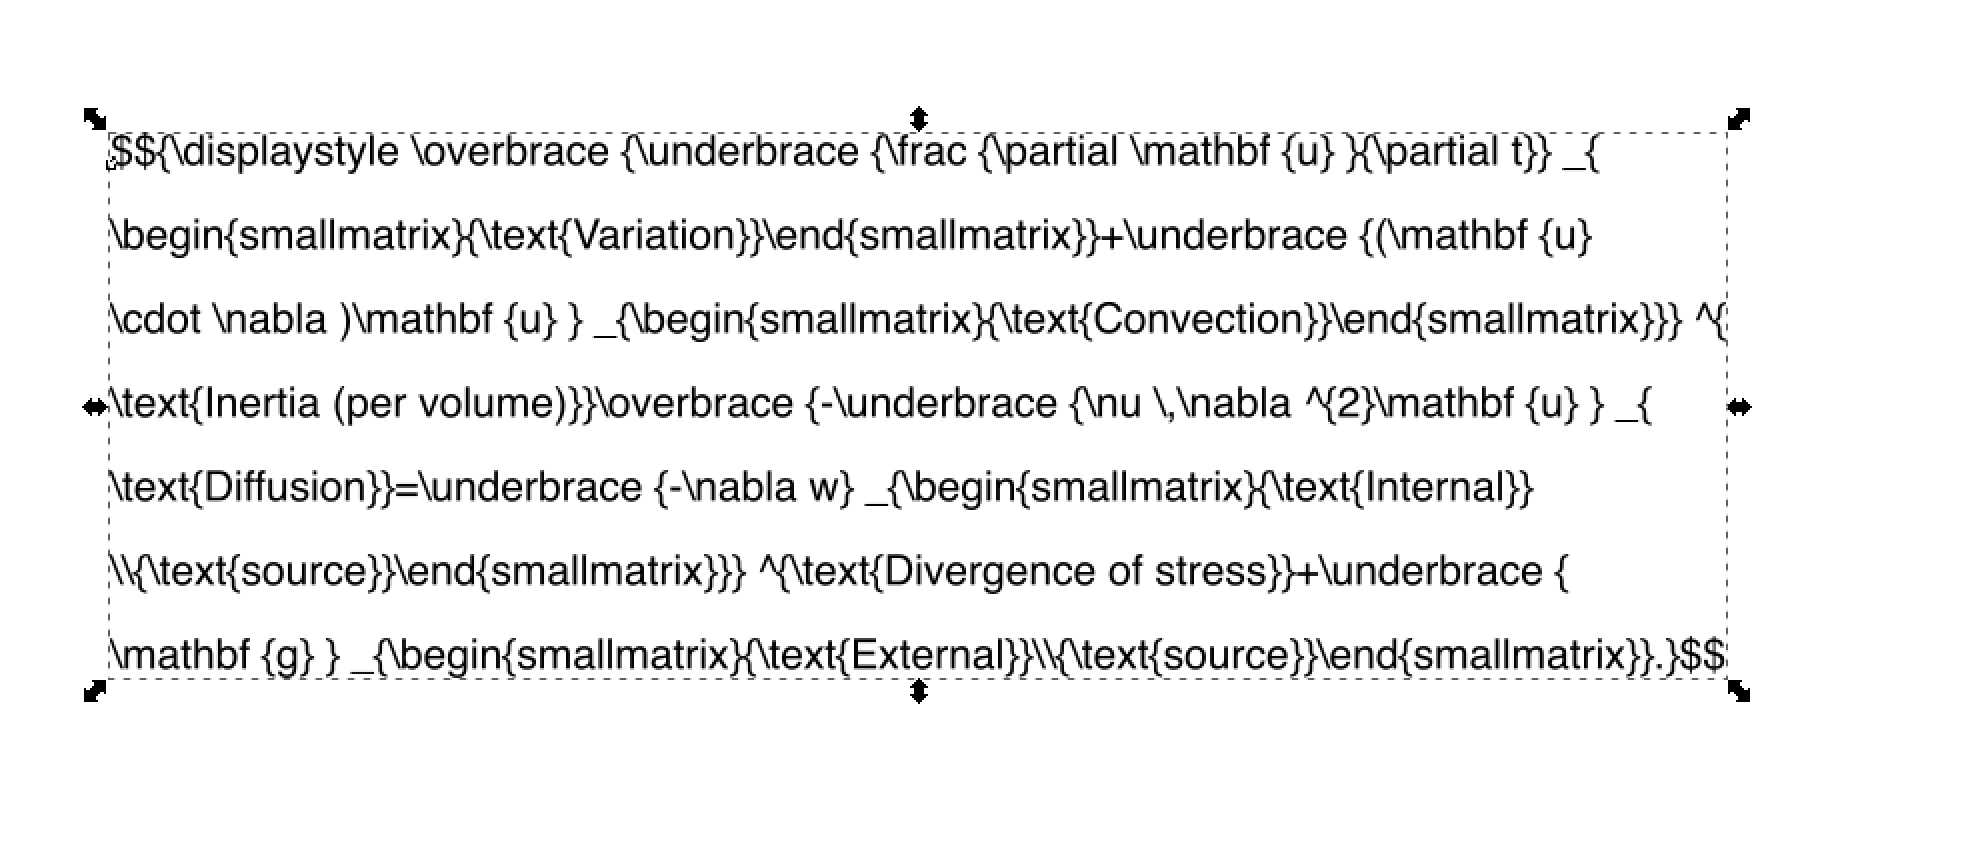 $${\displaystyle \overbrace {\underbrace {\frac {\partial \mathbf {u} }{\partial t}} _{
\begin{smallmatrix}{\text{Variation}}\end{smallmatrix}}+\underbrace {(\mathbf {u}
\cdot \nabla )\mathbf {u} } _{\begin{smallmatrix}{\text{Convection}}\end{smallmatrix}}} ^{
\text{Inertia (per volume)}}\overbrace {-\underbrace {\nu \,\nabla ^{2}\mathbf {u} } _{
\text{Diffusion}}=\underbrace {-\nabla w} _{\begin{smallmatrix}{\text{Internal}}
\\{\text{source}}\end{smallmatrix}}} ^{\text{Divergence of stress}}+\underbrace {
\mathbf {g} } _{\begin{smallmatrix}{\text{External}}\\{\text{source}}\end{smallmatrix}}.}$$